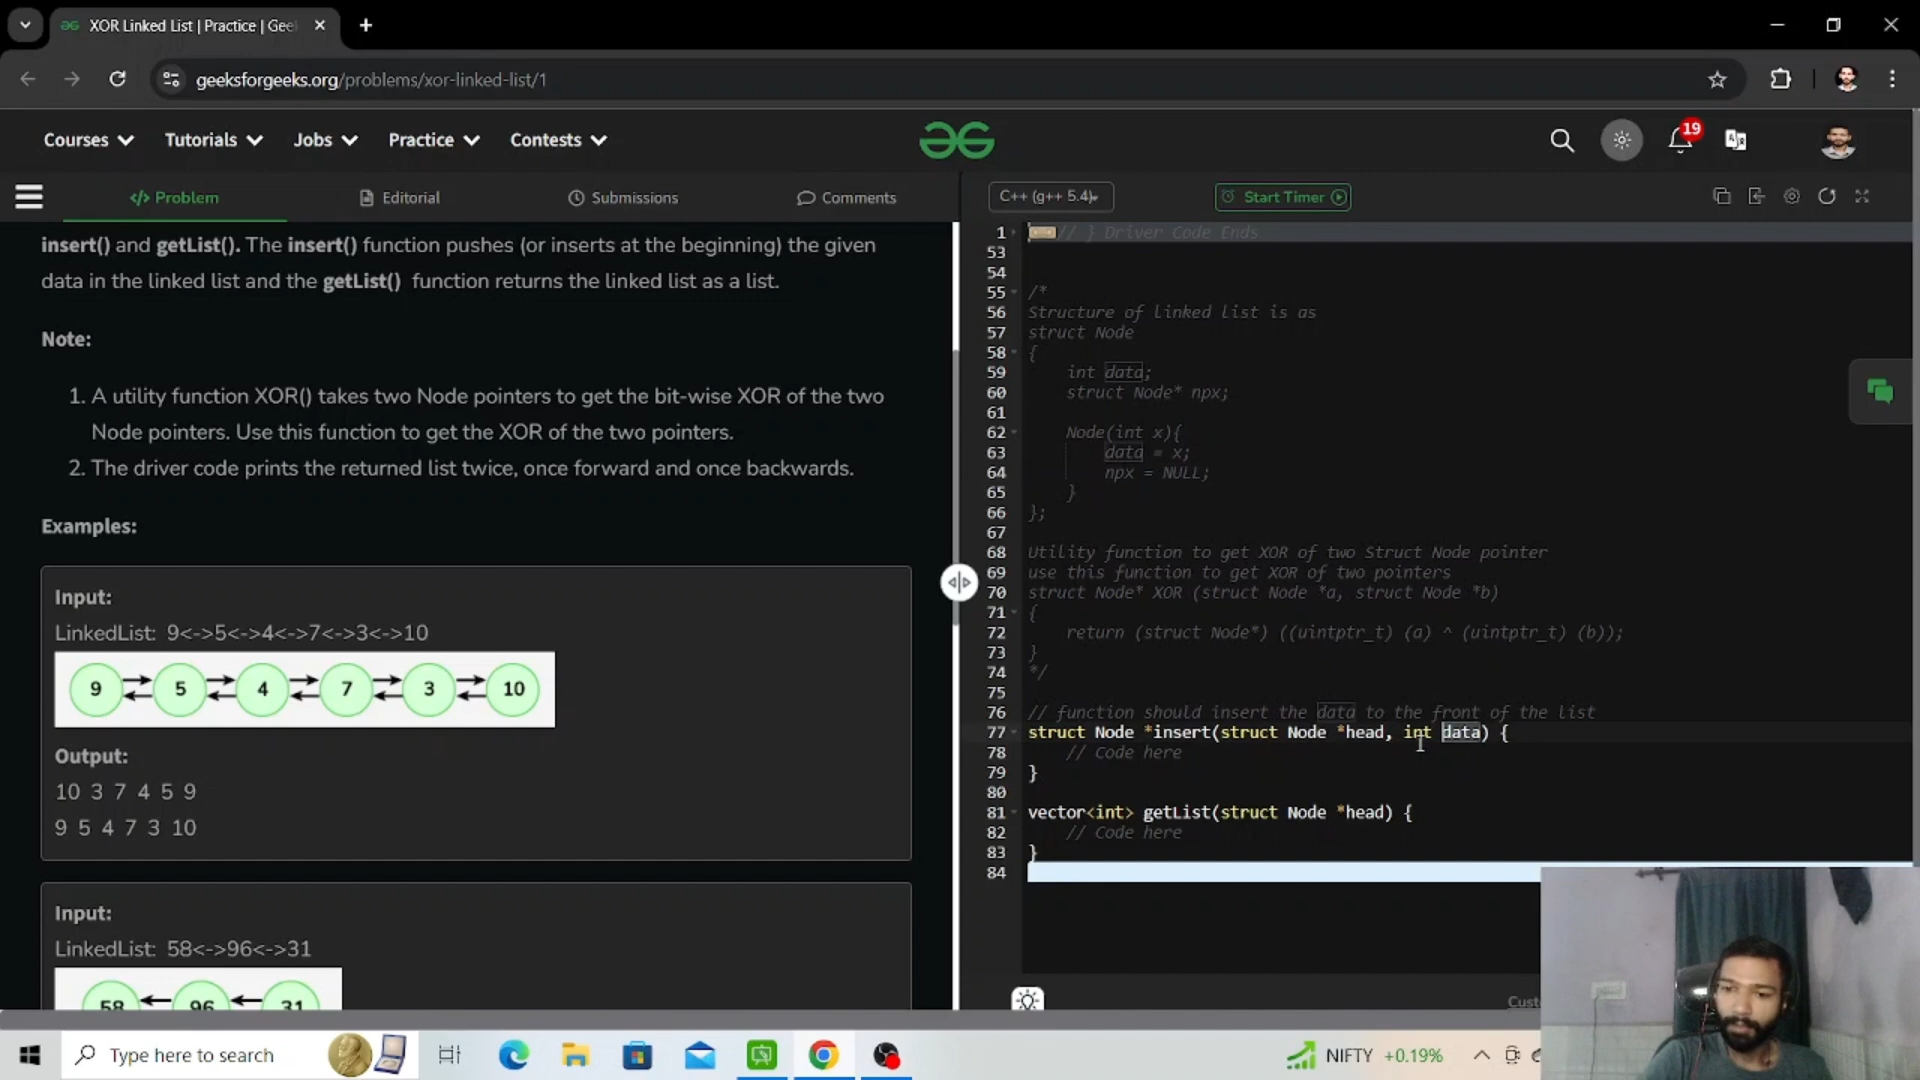 XOR Linked List | Practice | Gee
geeksforgeeks.org/problems/xor-linked-list/1
Courses Tutorials Jobs Practice Contests
19
</> Problem Editorial Submissions Comments
insert() and getList(). The insert() function pushes (or inserts at the beginning) the given
data in the linked list and the getList() function returns the linked list as a list.
Note:
1. A utility function XOR() takes two Node pointers to get the bit-wise XOR of the two
Node pointers. Use this function to get the XOR of the two pointers.
2. The driver code prints the returned list twice, once forward and once backwards.
Examples:
Input:
LinkedList: 9<->5<->4<->7<->3<->10
9 5 4 7 3 10
Output:
10 3 7 4 5 9
9 5 4 7 3 10
Input:
LinkedList: 58<->96<->31
58 96 31
C++ (g++ 5.4) Start Timer
1 // } Driver Code Ends
53
54
55 /*
56 Structure of linked list is as
57 struct Node
58 {
59 int data;
60 struct Node* npx;
61
62 Node(int x){
63 data = x;
64 npx = NULL;
65 }
66 };
67
68 Utility function to get XOR of two Struct Node pointer
69 use this function to get XOR of two pointers
70 struct Node* XOR (struct Node *a, struct Node *b)
71 {
72 return (struct Node*) ((uintptr_t) (a) ^ (uintptr_t) (b));
73 }
74 */
75
76 // function should insert the data to the front of the list
77 struct Node *insert(struct Node *head, int data) {
78 // Code here
79 }
80
81 vector<int> getList(struct Node *head) {
82 // Code here
83 }
84
Type here to search
NIFTY +0.19%